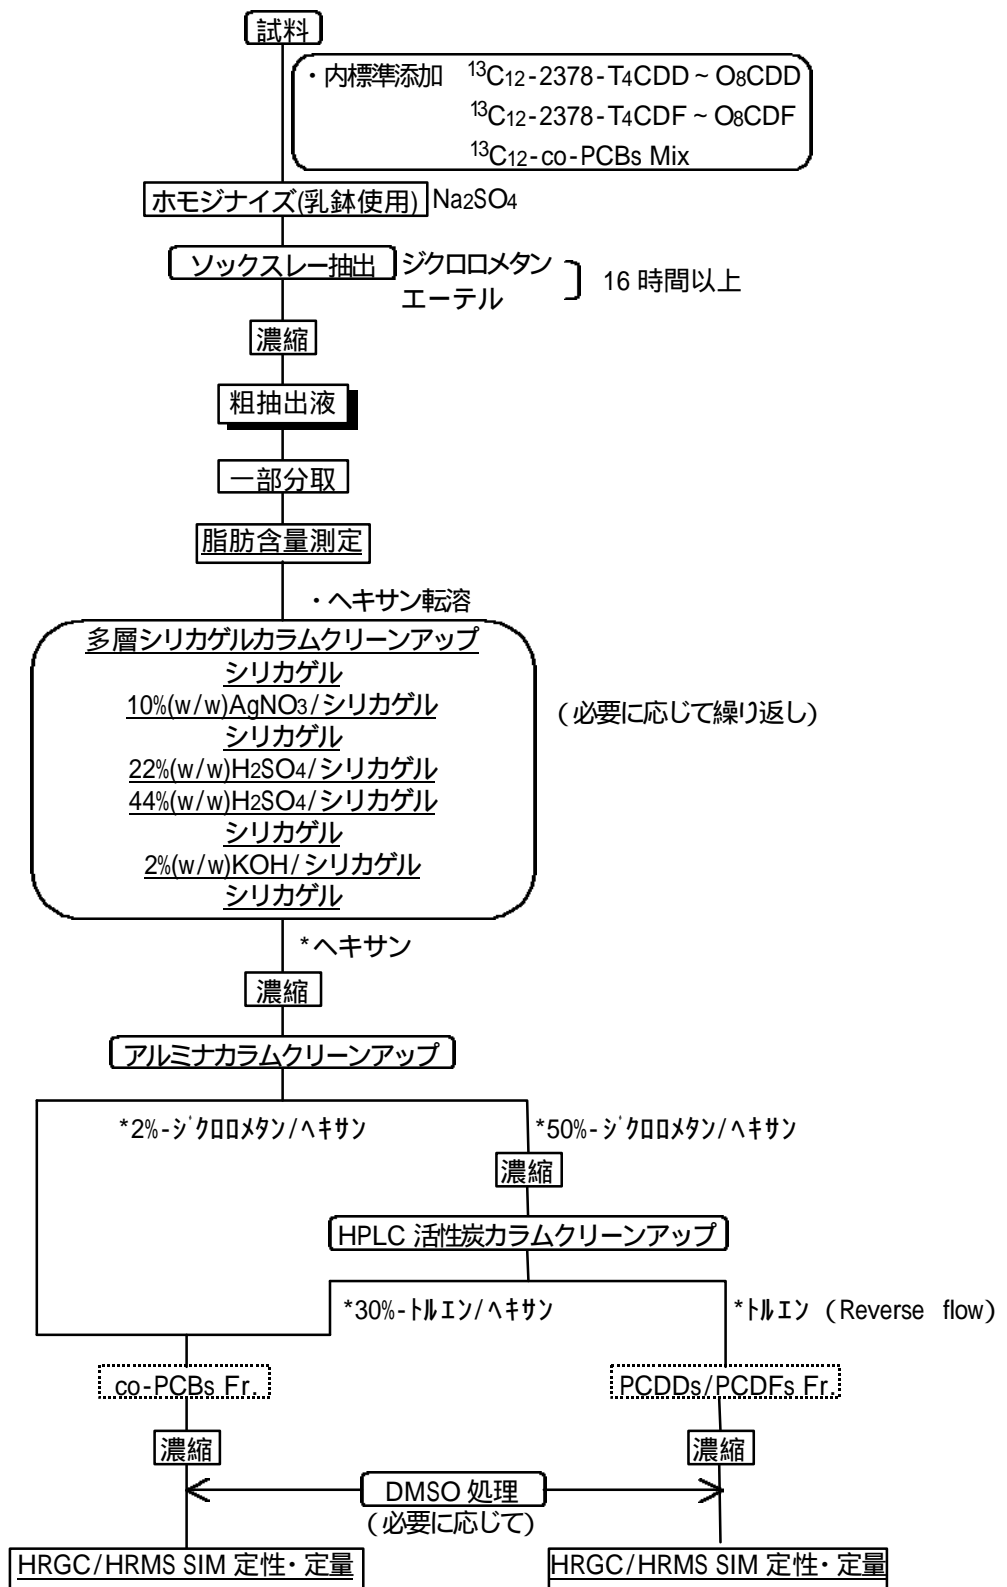 試料
・内標準添加 ¹³C₁₂-2378-T₄CDD ~ O₈CDD
¹³C₁₂-2378-T₄CDF ~ O₈CDF
¹³C₁₂-co-PCBs Mix
ホモジナイズ(乳鉢使用) Na₂SO₄
ソックスレー抽出 ジクロロメタン
エーテル
16 時間以上
濃縮
粗抽出液
一部分取
脂肪含量測定
・ヘキサン転溶
多層シリカゲルカラムクリーンアップ
シリカゲル
10%(w/w)AgNO₃/シリカゲル
(必要に応じて繰り返し)
シリカゲル
22%(w/w)H₂SO₄/シリカゲル
44%(w/w)H₂SO₄/シリカゲル
シリカゲル
2%(w/w)KOH/シリカゲル
シリカゲル
*ヘキサン
濃縮
アルミナカラムクリーンアップ
*2%-ｼﾞｸﾛﾛﾒﾀﾝ/ﾍｷｻﾝ *50%-ｼﾞｸﾛﾛﾒﾀﾝ/ﾍｷｻﾝ
濃縮
HPLC 活性炭カラムクリーンアップ
*30%-ﾄﾙｴﾝ/ﾍｷｻﾝ *ﾄﾙｴﾝ (Reverse flow)
co-PCBs Fr. PCDDs/PCDFs Fr.
濃縮 濃縮
DMSO 処理
(必要に応じて)
HRGC/HRMS SIM 定性・定量 HRGC/HRMS SIM 定性・定量